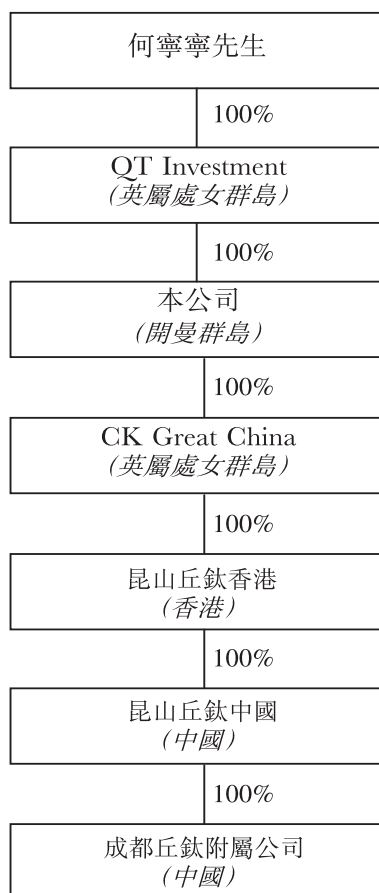 何寧寧先生
100%
QT Investment
(英屬處女群島)
100%
本公司
(開曼群島)
100%
CK Great China
(英屬處女群島)
100%
昆山丘鈦香港
(香港)
100%
昆山丘鈦中國
(中國)
100%
成都丘鈦附屬公司
(中國)